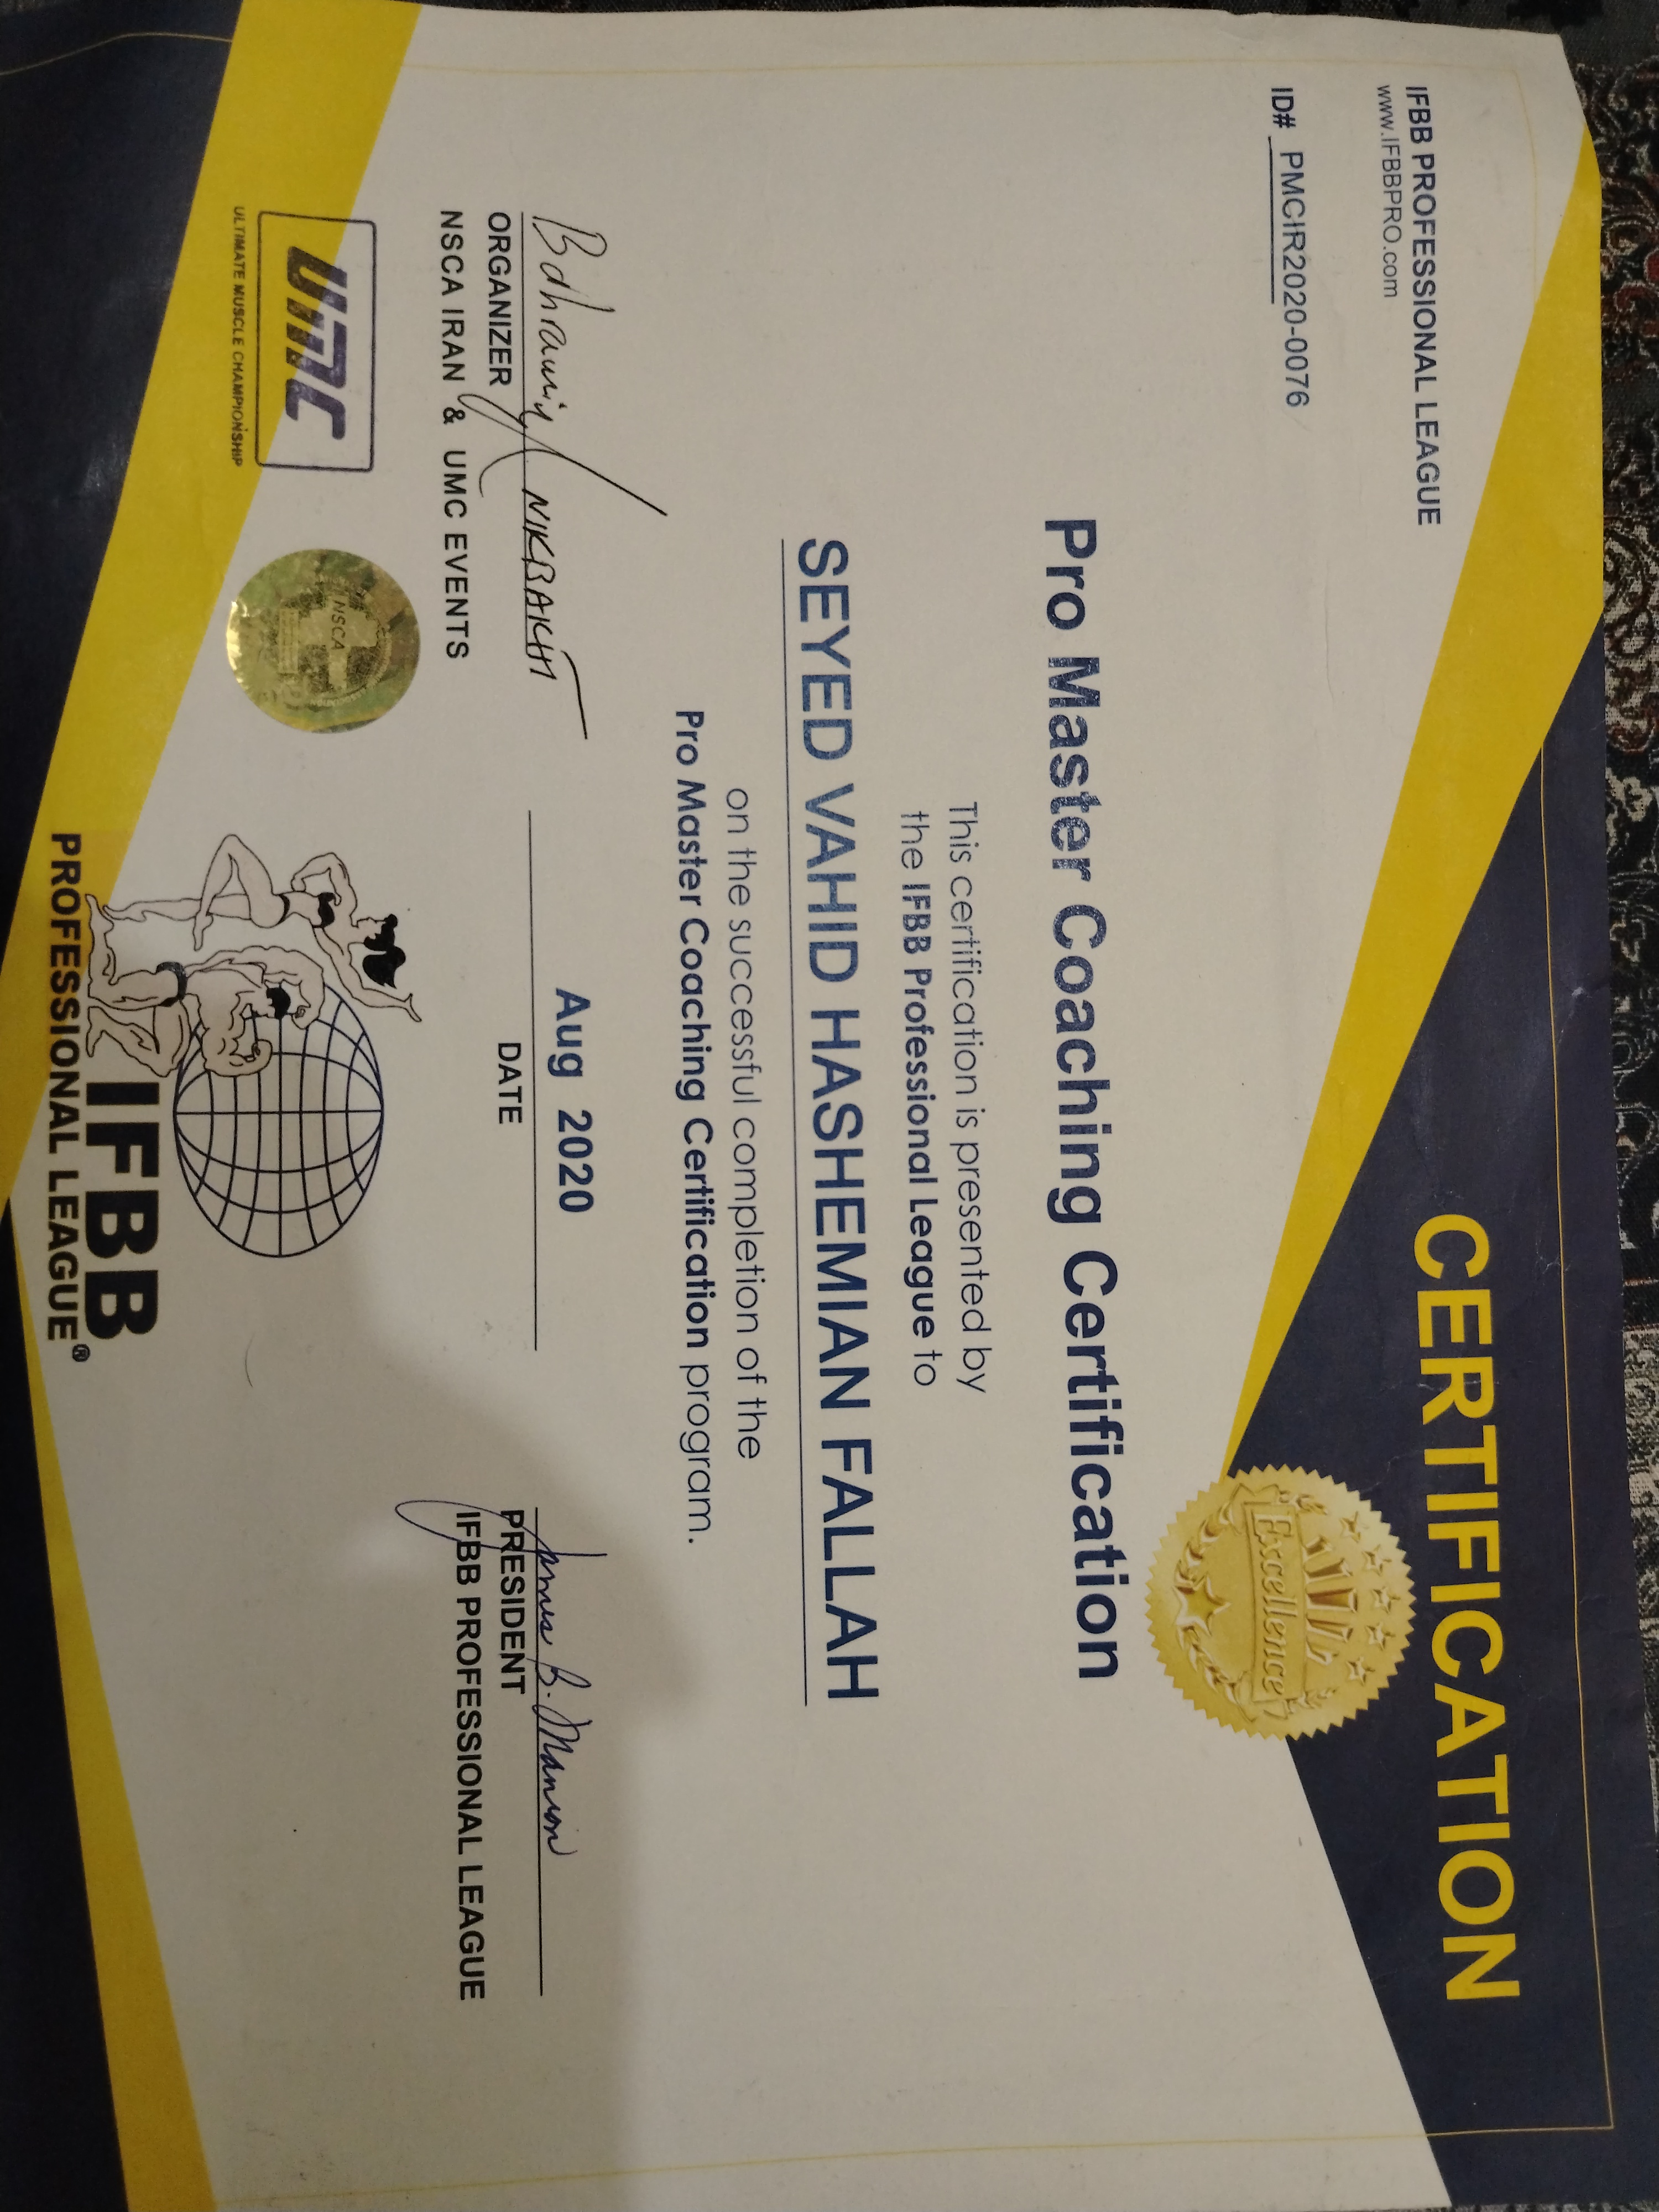 CERTIFICATION
IFBB PROFESSIONAL LEAGUE
www.IFBBPRO.com
Excellence
ID# PMCIR2020-0076
Pro Master Coaching Certification
This certification is presented by
the IFBB Professional League to
SEYED VAHID HASHEMIAN FALLAH
on the successful completion of the
Pro Master Coaching Certification program.
Bahram NIKBAKHT
ORGANIZER
NSCA IRAN & UMC EVENTS
Aug 2020
DATE
James B. Manion
PRESIDENT
IFBB PROFESSIONAL LEAGUE
UMC
ULTIMATE MUSCLE CHAMPIONSHIP
NSCA
IFBB
PROFESSIONAL LEAGUE®